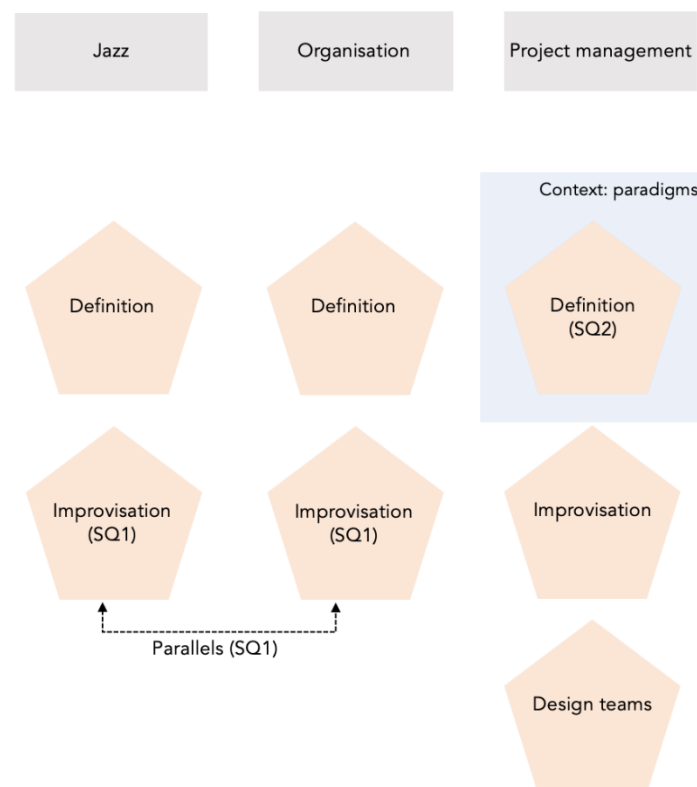 Jazz
Organisation
Project management
Context: paradigms
Definition
Definition
Definition
(SQ2)
Improvisation
(SQ1)
Improvisation
(SQ1)
Improvisation
Parallels (SQ1)
Design teams